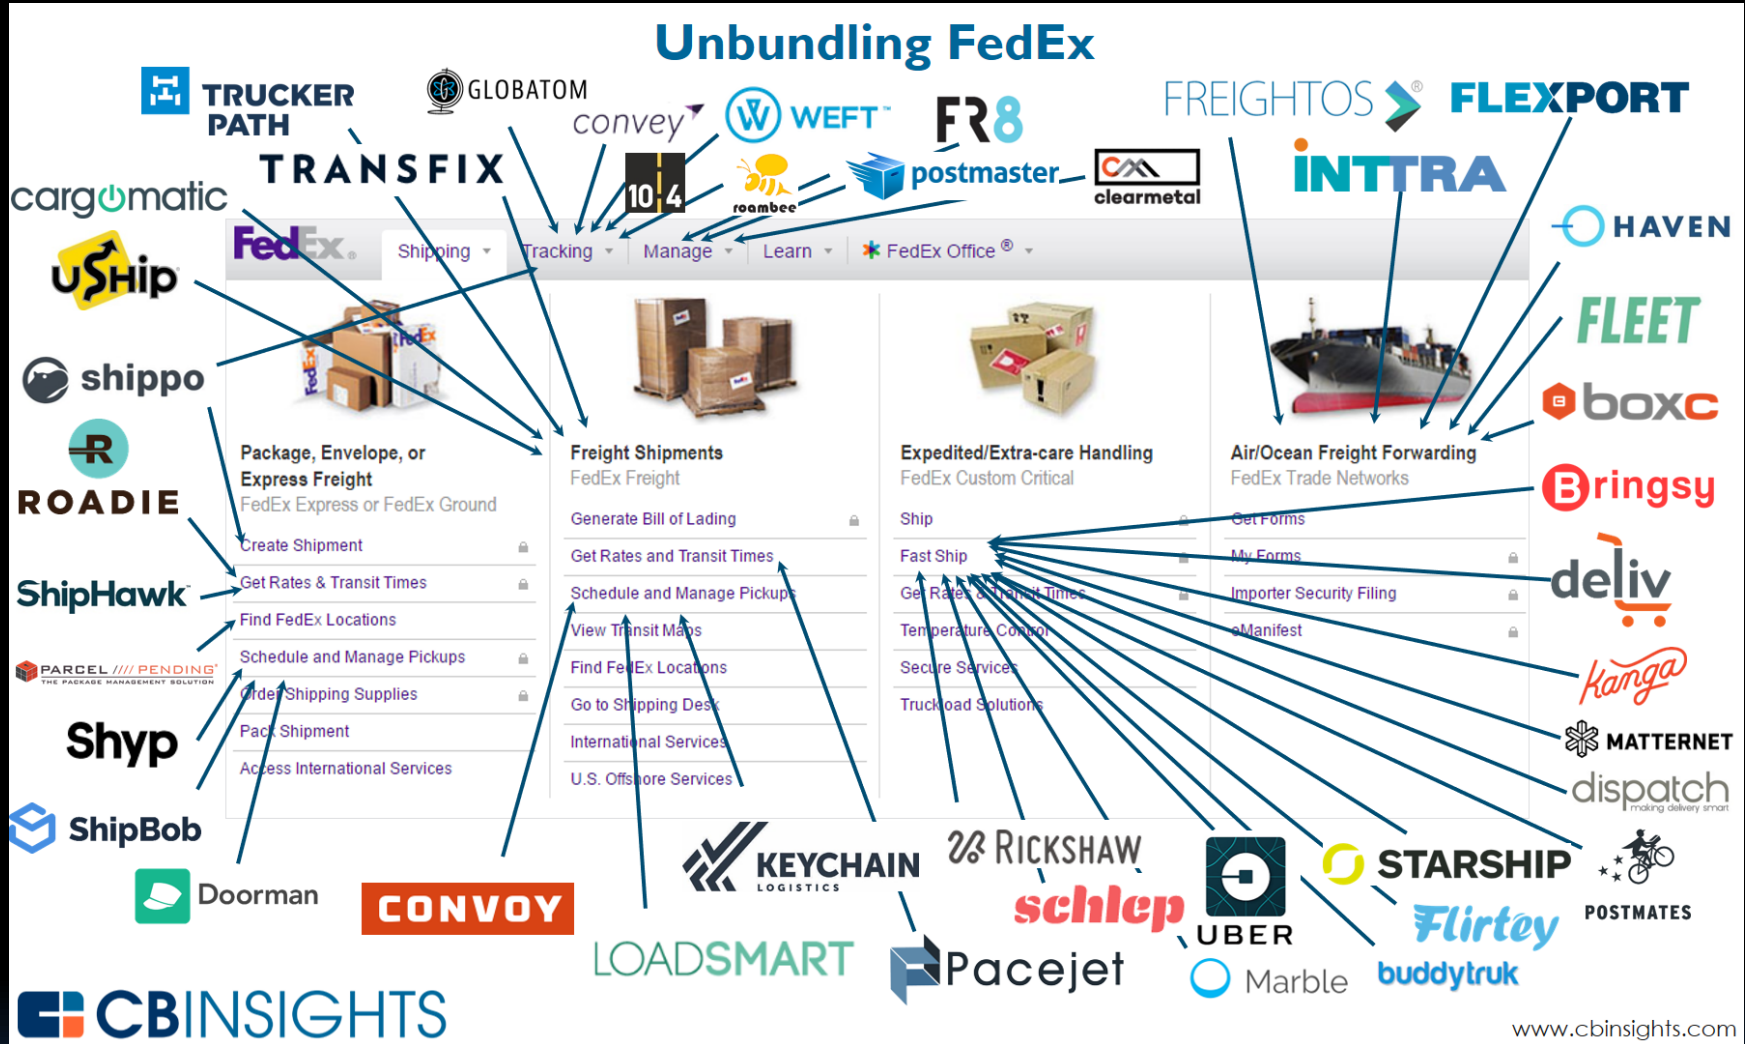 Unbundling FedEx
TRUCKER
PATH
GLOBATOM
convey
WEFT™
FR8
FREIGHTOS®
FLEXPORT
TRANSFIX
10 4
roambee
postmaster
CM
clearmetal
INTTRA
cargomatic
HAVEN
uShip
FedEx®
Shipping
Tracking
Manage
Learn
FedEx Office ®
FLEET
shippo
boxc
R
ROADIE
Package, Envelope, or
Express Freight
FedEx Express or FedEx Ground
Create Shipment
Get Rates & Transit Times
Find FedEx Locations
Schedule and Manage Pickups
Order Shipping Supplies
Pack Shipment
Access International Services
Freight Shipments
FedEx Freight
Generate Bill of Lading
Get Rates and Transit Times
Schedule and Manage Pickups
View Transit Maps
Find FedEx Locations
Go to Shipping Desk
International Services
U.S. Offshore Services
Expedited/Extra-care Handling
FedEx Custom Critical
Ship
Fast Ship
Get Rates & Transit Times
Temperature Control
Secure Services
Truckload Solutions
Air/Ocean Freight Forwarding
FedEx Trade Networks
Get Forms
My Forms
Importer Security Filing
eManifest
Bringsy
deliv
Kanga
MATTERNET
dispatch
making delivery smart
POSTMATES
ShipHawk™
PARCEL //// PENDING
THE PACKAGE MANAGEMENT SOLUTION
Shyp
ShipBob
Doorman
CONVOY
KEYCHAIN
LOGISTICS
LOADSMART
Pacejet
RICKSHAW
schlep
UBER
Marble
STARSHIP
Flirtey
buddytruk
CBINSIGHTS
www.cbinsights.com